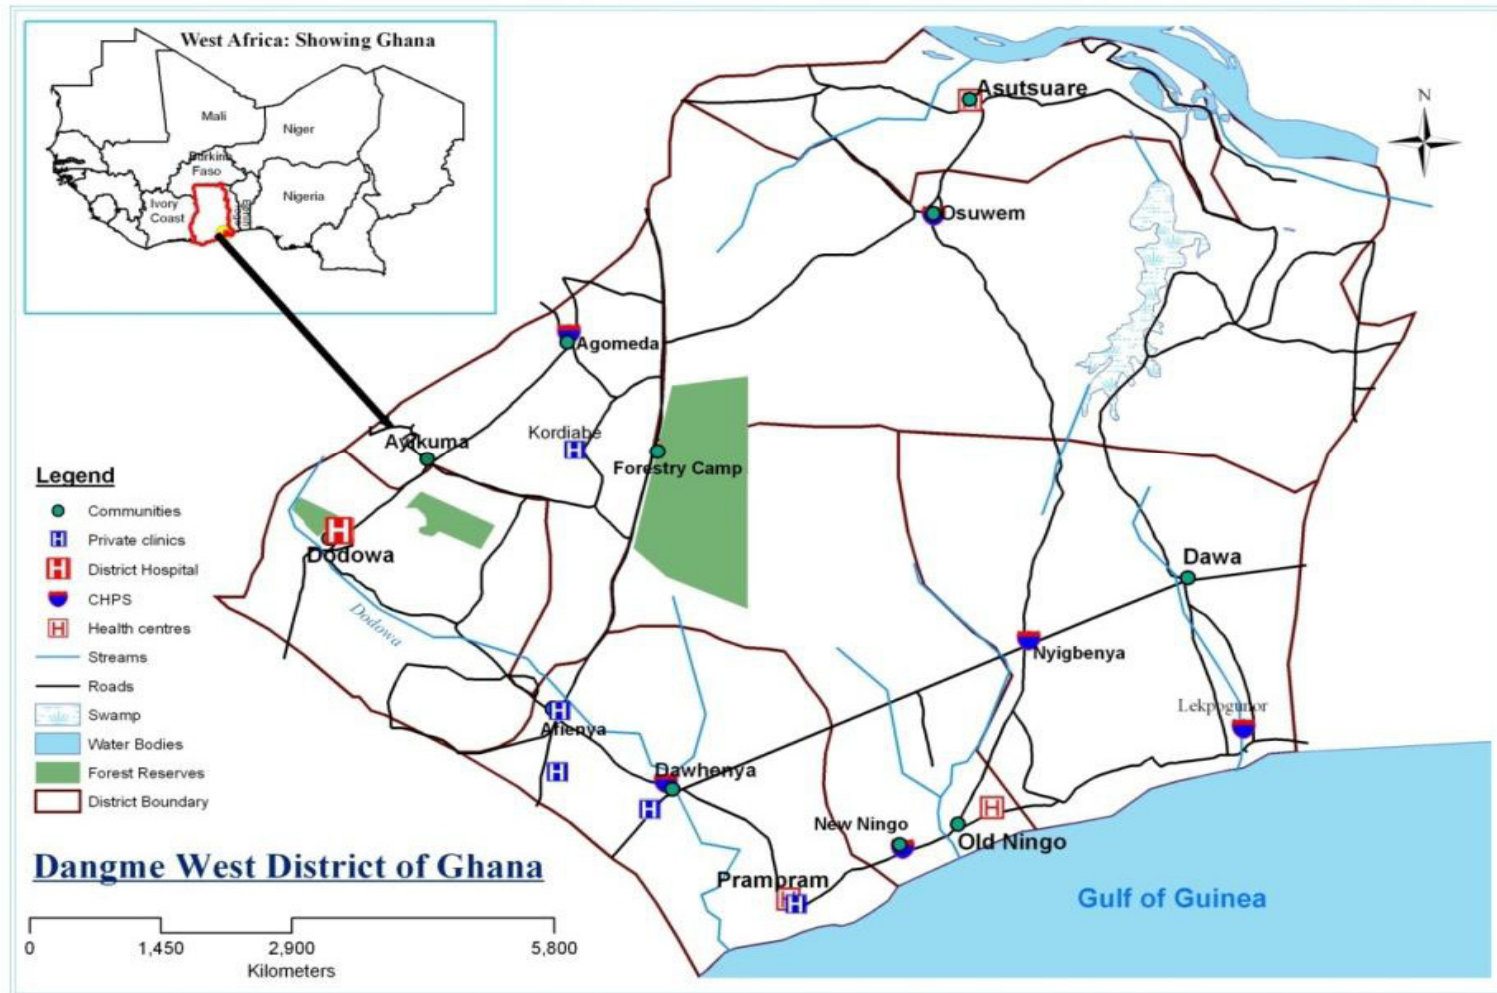 West Africa: Showing Ghana
Mali
Niger
Burkina
Faso
Ivory
Coast
Nigeria
N
Asutsuare
Osuwem
Agomeda
Ayikuma
Kordiabe
Forestry Camp
Dodowa
Dodowa
Dawa
Nyigbenya
Lekpogunor
Afienya
Dawhenya
New Ningo
Old Ningo
Prampram
Gulf of Guinea
Legend
Communities
H Private clinics
H District Hospital
CHPS
H Health centres
Streams
Roads
Swamp
Water Bodies
Forest Reserves
District Boundary
Dangme West District of Ghana
0 1,450 2,900 5,800
Kilometers